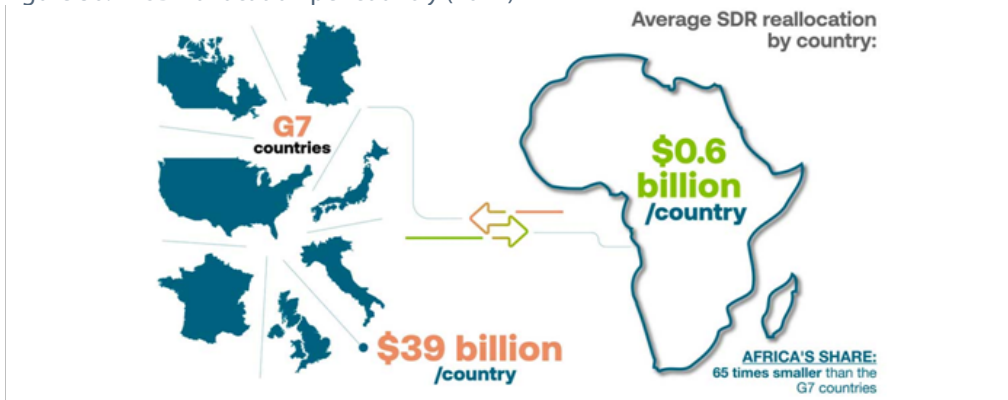 Average SDR reallocation
by country:
G7
countries
$0.6
billion
/country
$39 billion
/country
AFRICA'S SHARE:
65 times smaller than the
G7 countries